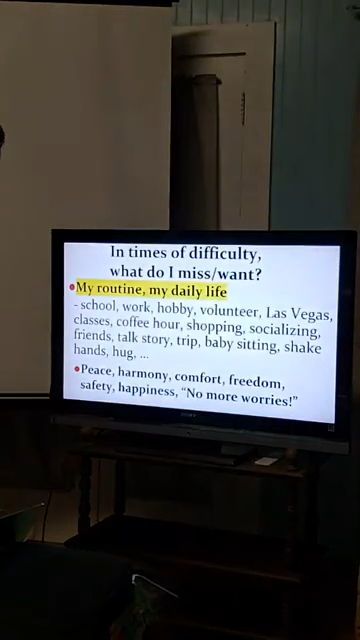 In times of difficulty,
what do I miss/want?
•My routine, my daily life
- school, work, hobby, volunteer, Las Vegas,
classes, coffee hour, shopping, socializing,
friends, talk story, trip, baby sitting, shake
hands, hug, ...
•Peace, harmony, comfort, freedom,
safety, happiness, “No more worries!”
SONY